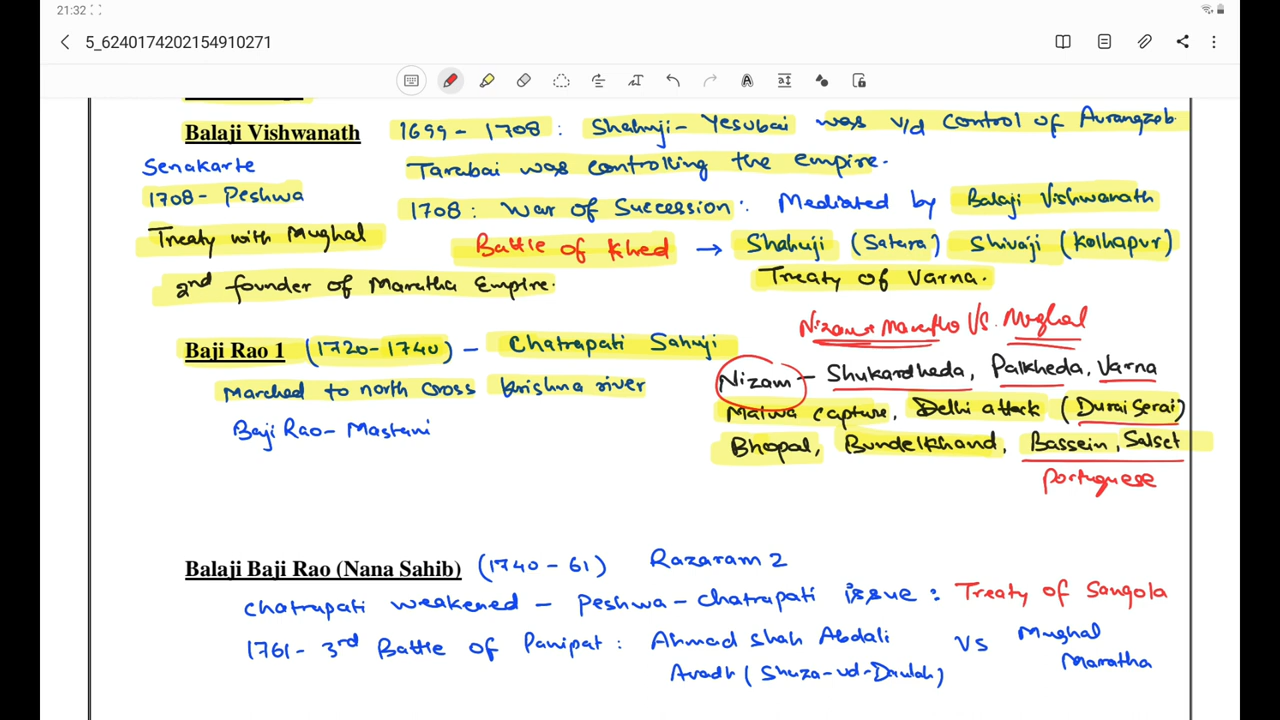 21:32
5_6240174202154910271
Balaji Vishwanath 1699-1708: Shahuji- Yesubai was u/d control of Aurangzeb
Senakarte Tarabai was controlling the empire.
1708- Peshwa 1708: War of Succession: Mediated by Balaji Vishwanath
Treaty with Mughal Battle of Khed → Shahuji (Satara) Shivaji (Kolhapur)
2nd founder of Maratha Empire. Treaty of Varna.
Nizam+Maratha Vs. Mughal
Baji Rao 1 (1720-1740) - Chatrapati Sahuji
Nizam- Shukardheda, Palkheda, Varna
Marched to north cross Krishna river Malwa capture, Delhi attack (Durai Serai)
Baji Rao- Mastani Bhopal, Bundelkhand, Bassein, Salset
Portuguese
Balaji Baji Rao (Nana Sahib) (1740-61) Razaram 2
Chatrapati weakened - Peshwa-Chatrapati issue: Treaty of Sangola
1761- 3rd Battle of Panipat: Ahmad Shah Abdali Vs Mughal
Avadh (Shuza-ud-Daulah) Maratha